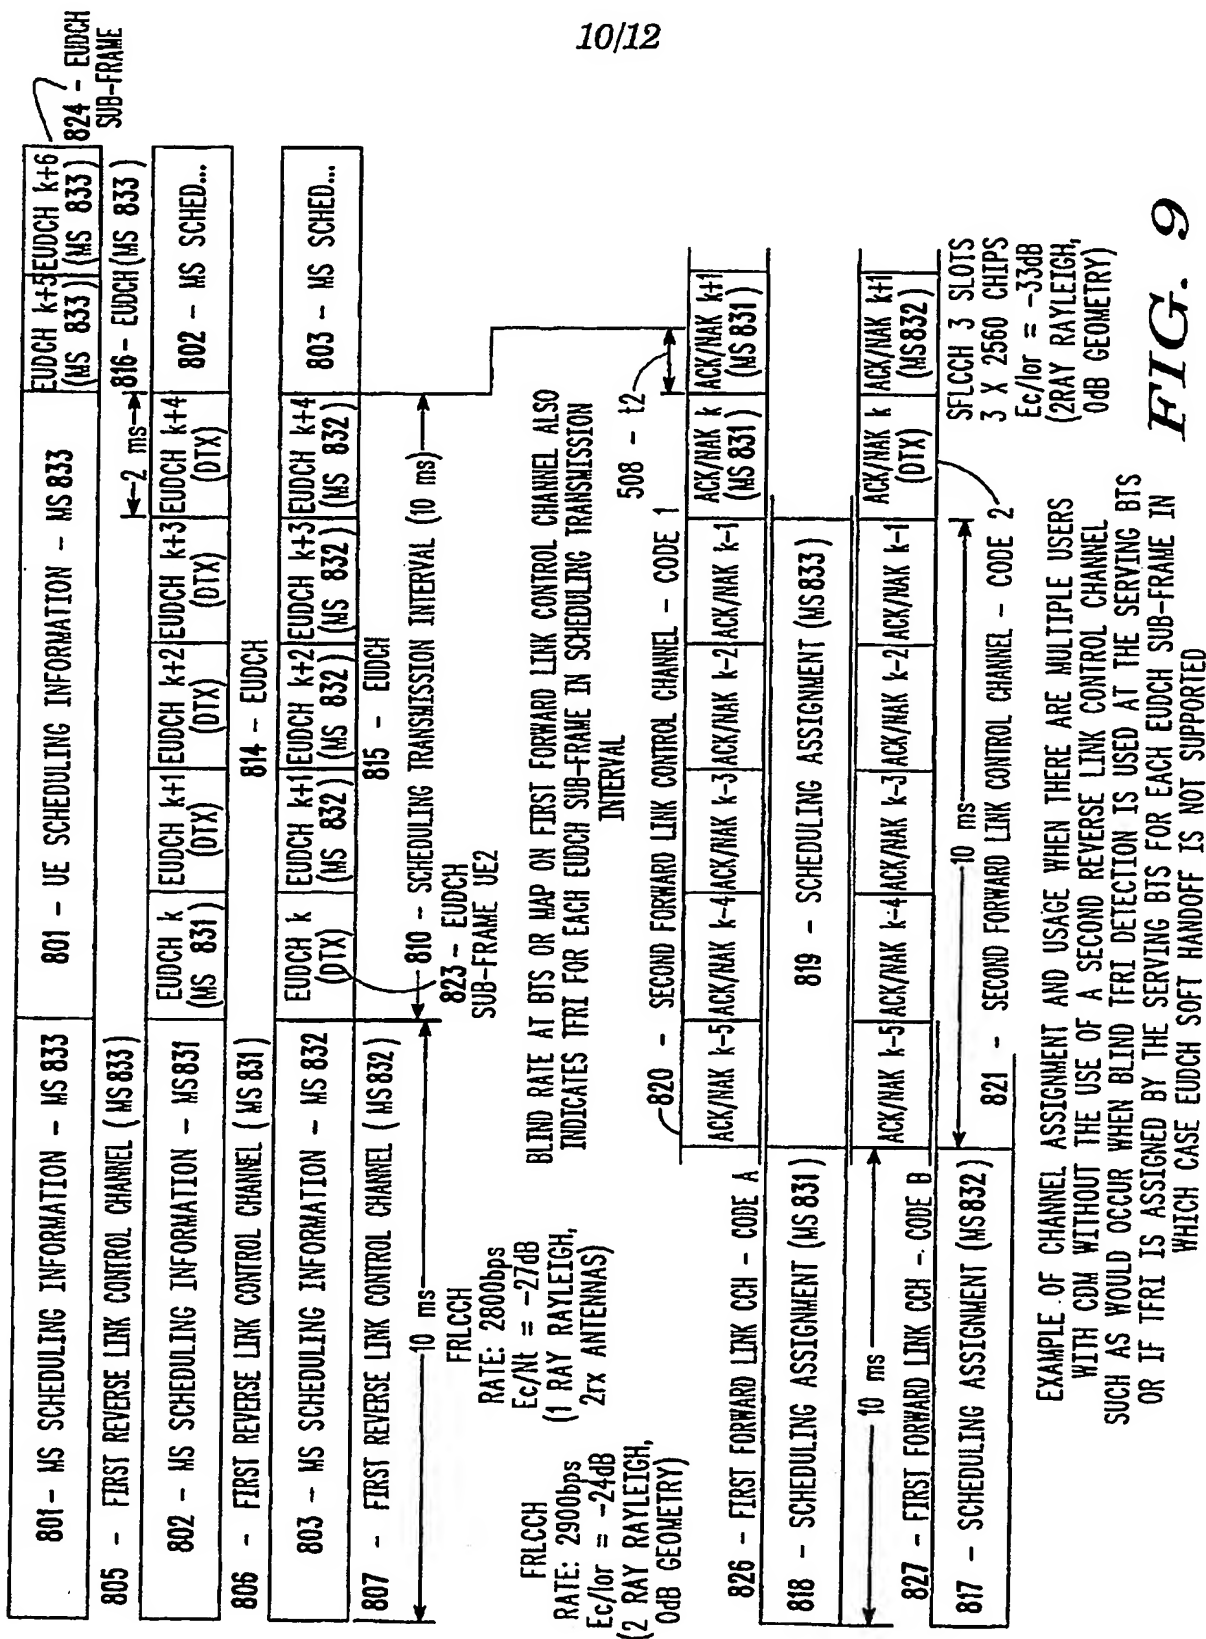 10/12
801 - MS SCHEDULING INFORMATION - MS 833
801 - UE SCHEDULING INFORMATION - MS 833
EUDCH k+5 (MS 833)
EUDCH k+6 (MS 833)
824 - EUDCH
SUB-FRAME
805 - FIRST REVERSE LINK CONTROL CHANNEL (MS 833)
2 ms
816 - EUDCH (MS 833)
802 - MS SCHEDULING INFORMATION - MS831
EUDCH k (MS 831)
EUDCH k+1 (DTX)
EUDCH k+2 (DTX)
EUDCH k+3 (DTX)
EUDCH k+4 (DTX)
802 - MS SCHED...
806 - FIRST REVERSE LINK CONTROL CHANNEL (MS 831)
814 - EUDCH
803 - MS SCHEDULING INFORMATION - MS 832
EUDCH k (DTX)
EUDCH k+1 (MS 832)
EUDCH k+2 (MS 832)
EUDCH k+3 (MS 832)
EUDCH k+4 (MS 832)
803 - MS SCHED...
807 - FIRST REVERSE LINK CONTROL CHANNEL (MS832)
815 - EUDCH
10 ms
810 - SCHEDULING TRANSMISSION INTERVAL (10 ms)
823 - EUDCH
SUB-FRAME UE2
FRLCCH
RATE: 2800bps
Ec/Nt = -27dB
(1 RAY RAYLEIGH,
2rx ANTENNAS)
BLIND RATE AT BTS OR MAP ON FIRST FORWARD LINK CONTROL CHANNEL ALSO
INDICATES TFRI FOR EACH EUDCH SUB-FRAME IN SCHEDULING TRANSMISSION
INTERVAL
FRLCCH
RATE: 2900bps
Ec/Ior = -24dB
(2 RAY RAYLEIGH,
0dB GEOMETRY)
508 - t2
820 - SECOND FORWARD LINK CONTROL CHANNEL - CODE 1
ACK/NAK k-5
ACK/NAK k-4
ACK/NAK k-3
ACK/NAK k-2
ACK/NAK k-1
ACK/NAK k (MS831)
ACK/NAK k+1 (MS831)
826 - FIRST FORWARD LINK CCH - CODE A
818 - SCHEDULING ASSIGNMENT (MS 831)
819 - SCHEDULING ASSIGNMENT (MS833)
10 ms
ACK/NAK k-5
ACK/NAK k-4
ACK/NAK k-3
ACK/NAK k-2
ACK/NAK k-1
ACK/NAK k (DTX)
ACK/NAK k+1 (MS832)
827 - FIRST FORWARD LINK CCH - CODE B
10 ms
817 - SCHEDULING ASSIGNMENT (MS832)
821 - SECOND FORWARD LINK CONTROL CHANNEL - CODE 2
SFLCCH 3 SLOTS
3 X 2560 CHIPS
Ec/Ior = -33dB
(2RAY RAYLEIGH,
0dB GEOMETRY)
EXAMPLE OF CHANNEL ASSIGNMENT AND USAGE WHEN THERE ARE MULTIPLE USERS
WITH CDM WITHOUT THE USE OF A SECOND REVERSE LINK CONTROL CHANNEL
SUCH AS WOULD OCCUR WHEN BLIND TFRI DETECTION IS USED AT THE SERVING BTS
OR IF TFRI IS ASSIGNED BY THE SERVING BTS FOR EACH EUDCH SUB-FRAME IN
WHICH CASE EUDCH SOFT HANDOFF IS NOT SUPPORTED
FIG. 9